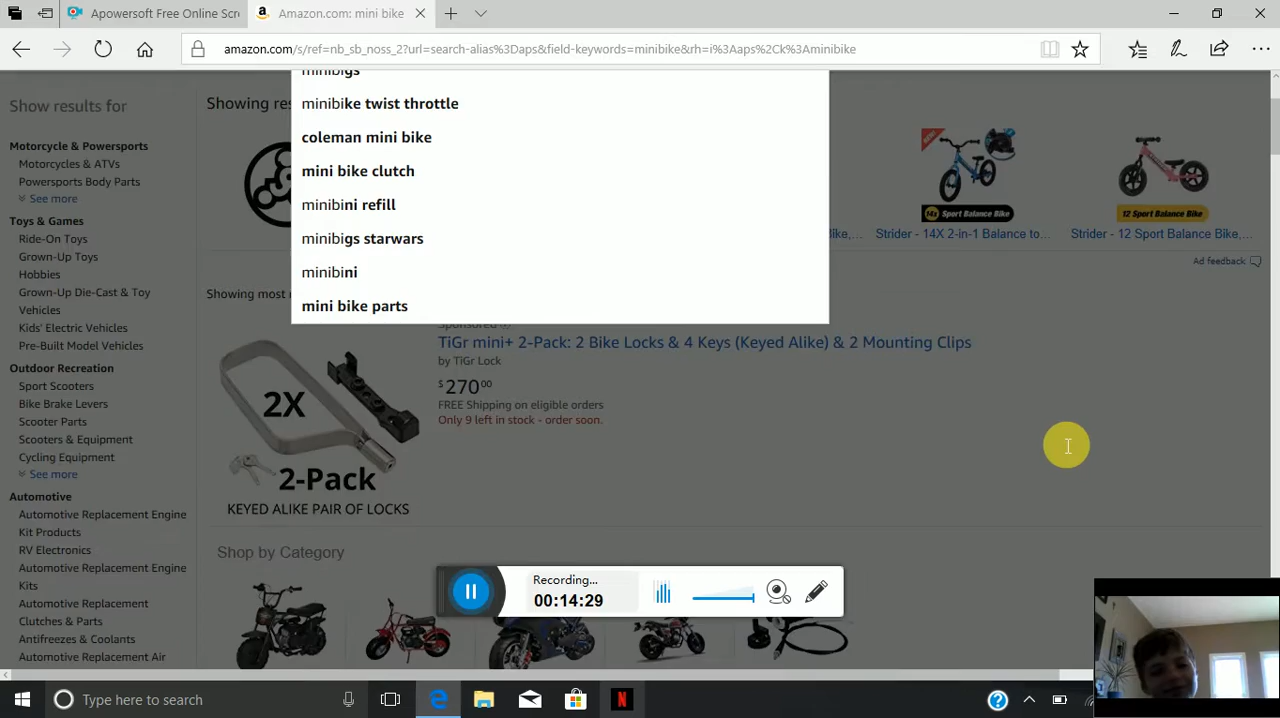 Apowersoft Free Online Scre
Amazon.com: mini bike
amazon.com/s/ref=nb_sb_noss_2?url=search-alias%3Daps&field-keywords=minibike&rh=i%3Aaps%2Ck%3Aminibike
Show results for
Motorcycle & Powersports
Motorcycles & ATVs
Powersports Body Parts
See more
Toys & Games
Ride-On Toys
Grown-Up Toys
Hobbies
Grown-Up Die-Cast & Toy
Vehicles
Kids' Electric Vehicles
Pre-Built Model Vehicles
Outdoor Recreation
Sport Scooters
Bike Brake Levers
Scooter Parts
Scooters & Equipment
Cycling Equipment
See more
Automotive
Automotive Replacement Engine
Kit Products
RV Electronics
Automotive Replacement Engine
Kits
Automotive Replacement
Clutches & Parts
Antifreezes & Coolants
Automotive Replacement Air
Showing res
minibigs
minibike twist throttle
coleman mini bike
mini bike clutch
minibini refill
minibigs starwars
minibini
mini bike parts
14x Sport Balance Bike
12 Sport Balance Bike
Bike,...
Strider - 14X 2-in-1 Balance to...
Strider - 12 Sport Balance Bike,...
Ad feedback
Showing most
Sponsored
TiGr mini+ 2-Pack: 2 Bike Locks & 4 Keys (Keyed Alike) & 2 Mounting Clips
by TiGr Lock
$270 00
FREE Shipping on eligible orders
Only 9 left in stock - order soon.
2X
2-Pack
KEYED ALIKE PAIR OF LOCKS
Shop by Category
Recording...
00:14:29
Type here to search